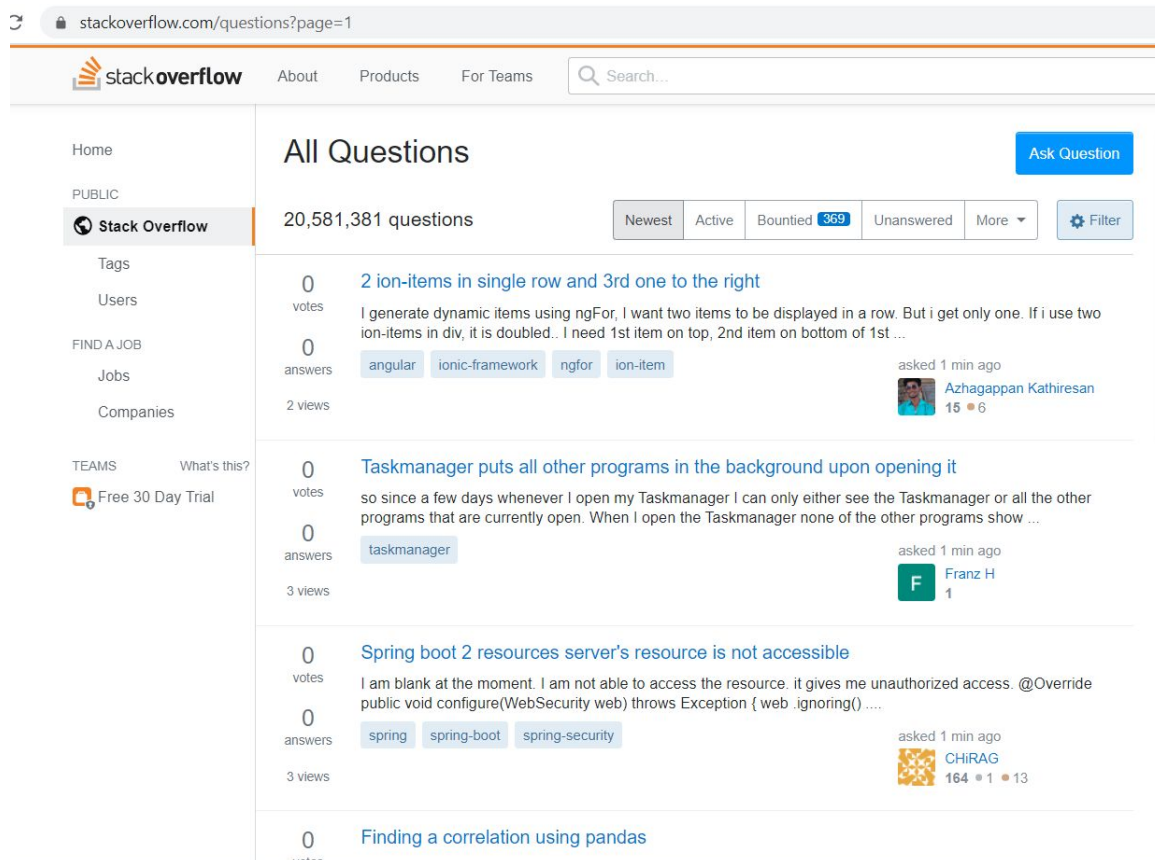 stackoverflow.com/questions?page=1
stackoverflow About Products For Teams Search...
Home
PUBLIC
Stack Overflow
Tags
Users
FIND A JOB
Jobs
Companies
TEAMS What's this?
Free 30 Day Trial
All Questions
Ask Question
20,581,381 questions
Newest Active Bountied 369 Unanswered More Filter
0
votes
0
answers
2 views
2 ion-items in single row and 3rd one to the right
I generate dynamic items using ngFor, I want two items to be displayed in a row. But i get only one. If i use two
ion-items in div, it is doubled.. I need 1st item on top, 2nd item on bottom of 1st ...
angular ionic-framework ngfor ion-item
asked 1 min ago
Azhagappan Kathiresan
15 6
0
votes
0
answers
3 views
Taskmanager puts all other programs in the background upon opening it
so since a few days whenever I open my Taskmanager I can only either see the Taskmanager or all the other
programs that are currently open. When I open the Taskmanager none of the other programs show ...
taskmanager
asked 1 min ago
F
Franz H
1
0
votes
0
answers
3 views
Spring boot 2 resources server's resource is not accessible
I am blank at the moment. I am not able to access the resource. it gives me unauthorized access. @Override
public void configure(WebSecurity web) throws Exception { web .ignoring() ....
spring spring-boot spring-security
asked 1 min ago
CHiRAG
164 1 13
0
votes
Finding a correlation using pandas